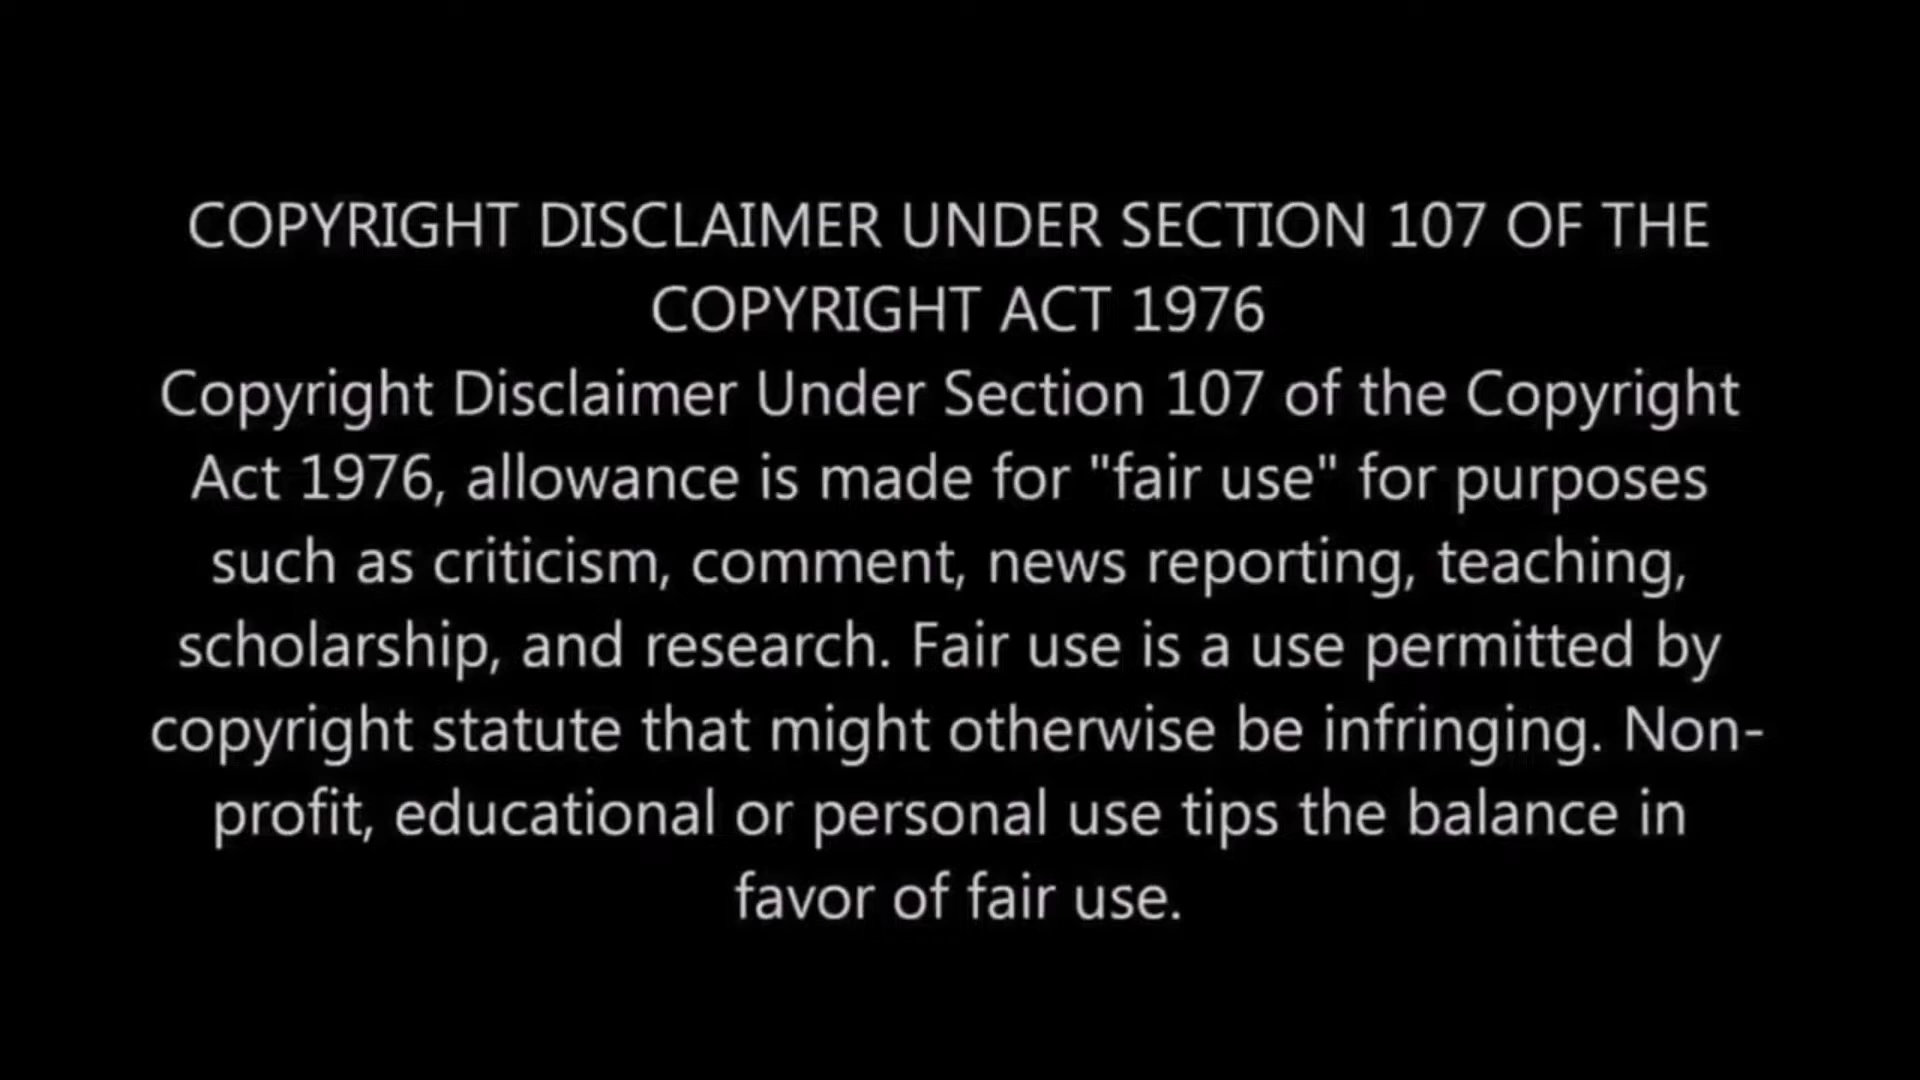 COPYRIGHT DISCLAIMER UNDER SECTION 107 OF THE
COPYRIGHT ACT 1976
Copyright Disclaimer Under Section 107 of the Copyright
Act 1976, allowance is made for "fair use" for purposes
such as criticism, comment, news reporting, teaching,
scholarship, and research. Fair use is a use permitted by
copyright statute that might otherwise be infringing. Non-
profit, educational or personal use tips the balance in
favor of fair use.